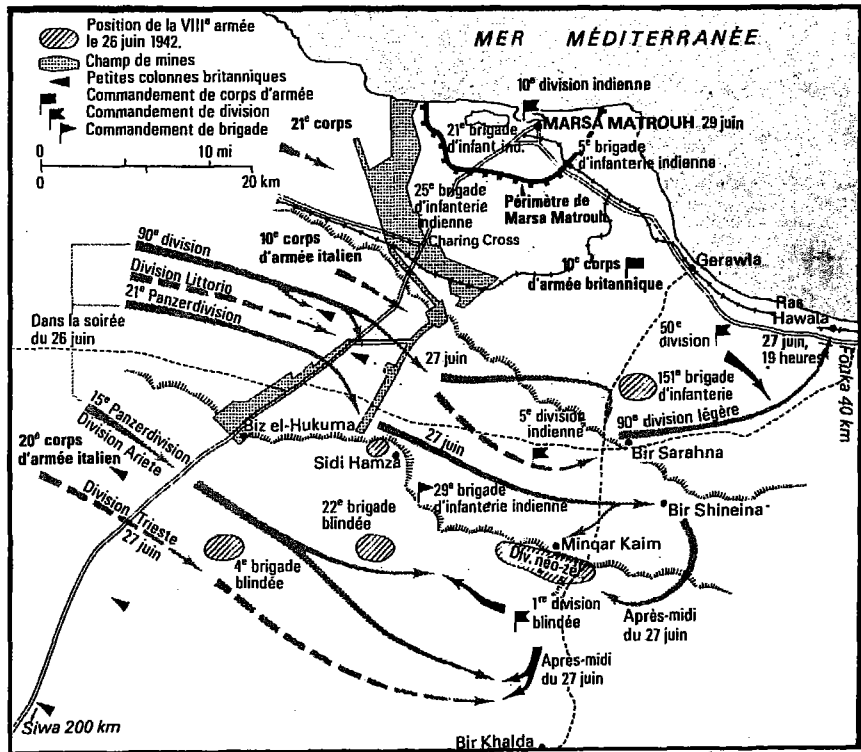 Position de la VIIIe armée
le 26 juin 1942.
Champ de mines
Petites colonnes britanniques
Commandement de corps d'armée
Commandement de division
Commandement de brigade
0 10 mi
0 20 km
MER MÉDITERRANÉE
10e division indienne
MARSA MATROUH 29 juin
21e corps
21e brigade
d'infant. ind.
5e brigade
d'infanterie indienne
25e brigade
d'infanterie
indienne
Périmètre de
Marsa Matrouh
Charing Cross
10e corps
d'armée italien
10e corps
d'armée britannique
Gerawla
Ras
Hawala
27 juin,
19 heures
Fouka 40 km
90e division
Division Littorio
21e Panzerdivision
Dans la soirée
du 26 juin
27 juin
50e
division
151e brigade
d'infanterie
90e division légère
5e division
indienne
Bir Sarahna
15e Panzerdivision
Division Ariete
20e corps
d'armée italien
Division Trieste
27 juin
Biz el-Hukuma
Sidi Hamza
27 juin
29e brigade
d'infanterie indienne
Bir Shineina
22e brigade
blindée
4e brigade
blindée
Minqar Kaim
Div. néo-zél.
1re division
blindée
Après-midi
du 27 juin
Après-midi
du 27 juin
Siwa 200 km
Bir Khalda